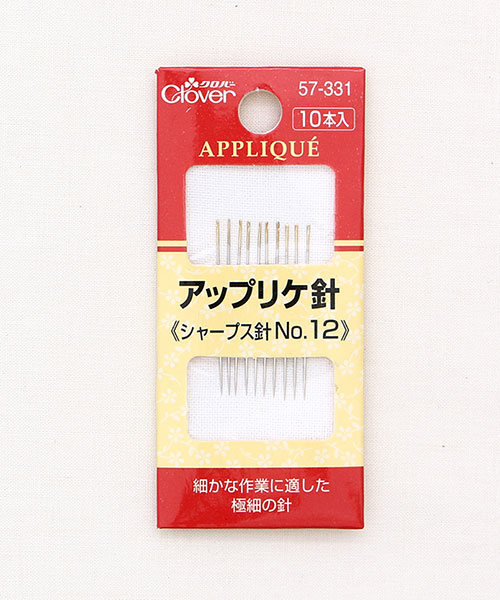 クロバー
Clover
57-331
10本入
APPLIQUÉ
アップリケ針
《シャープス針No.12》
細かな作業に適した
極細の針